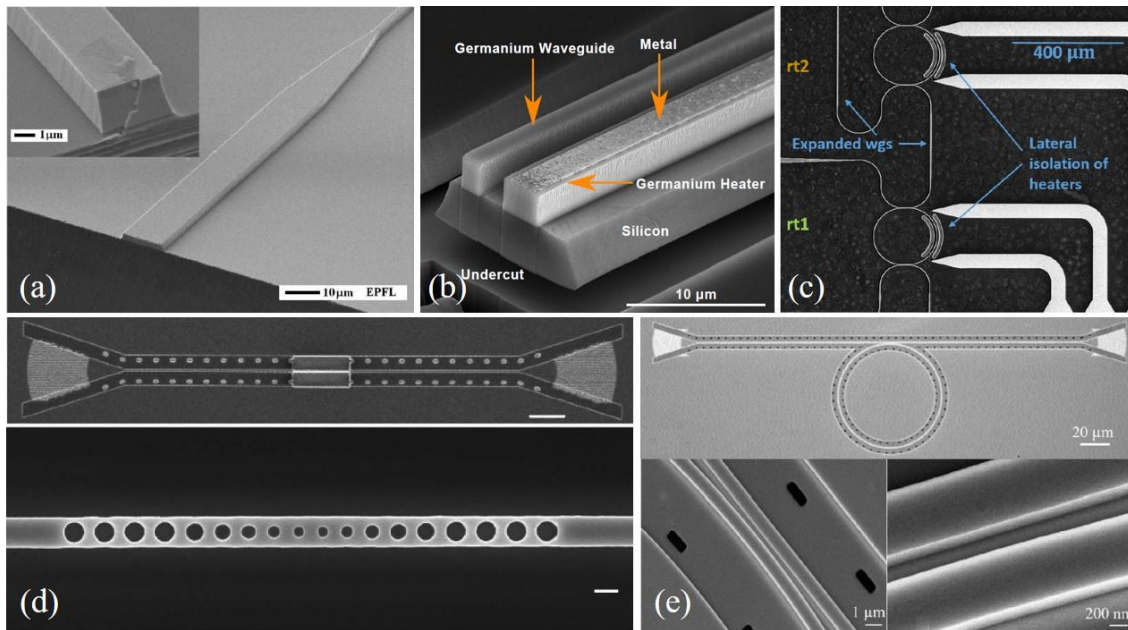 1μm
10μm EPFL
(a)
Germanium Waveguide
Metal
Germanium Heater
Silicon
Undercut
10 μm
(b)
rt2
400 μm
Expanded wgs
Lateral
isolation of
heaters
rt1
(c)
(d)
20 μm
1 μm
200 nm
(e)